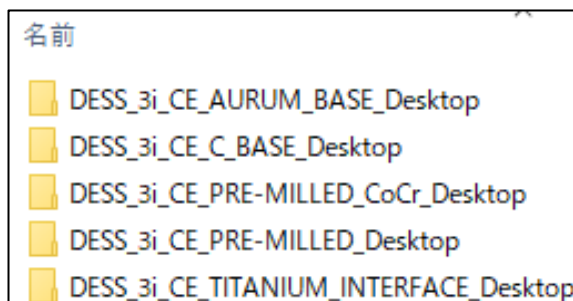 名前
DESS_3i_CE_AURUM_BASE_Desktop
DESS_3i_CE_C_BASE_Desktop
DESS_3i_CE_PRE-MILLED_CoCr_Desktop
DESS_3i_CE_PRE-MILLED_Desktop
DESS_3i_CE_TITANIUM_INTERFACE_Desktop